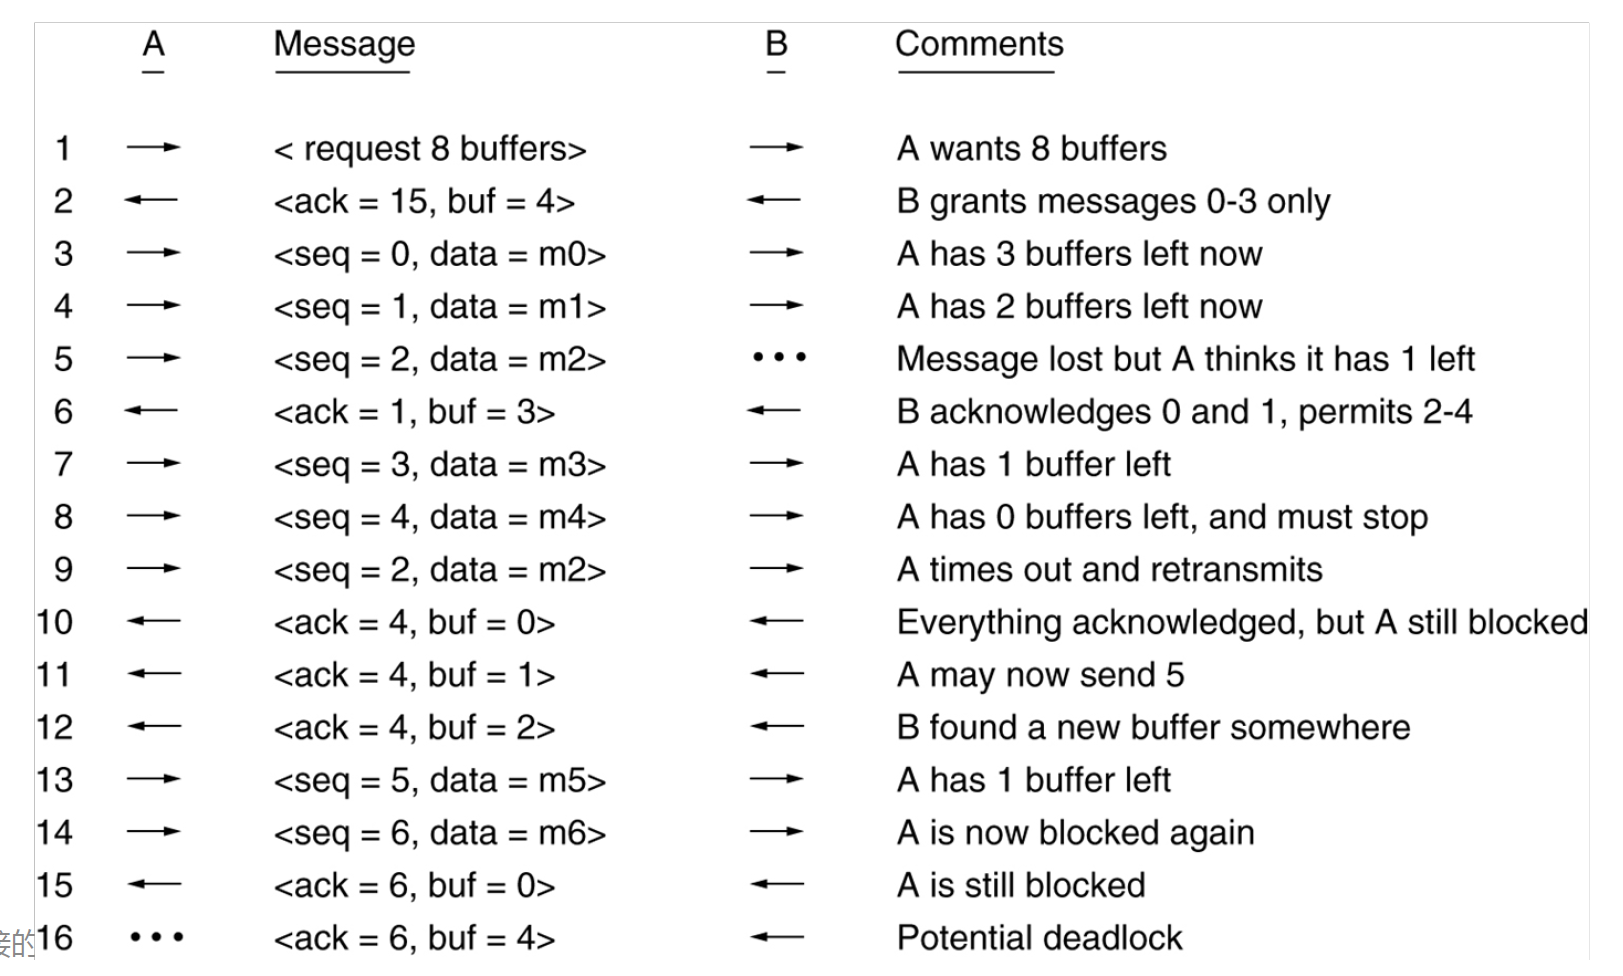 A Message B Comments
1 < request 8 buffers> A wants 8 buffers
2 <ack = 15, buf = 4> B grants messages 0-3 only
3 <seq = 0, data = m0> A has 3 buffers left now
4 <seq = 1, data = m1> A has 2 buffers left now
5 <seq = 2, data = m2> ••• Message lost but A thinks it has 1 left
6 <ack = 1, buf = 3> B acknowledges 0 and 1, permits 2-4
7 <seq = 3, data = m3> A has 1 buffer left
8 <seq = 4, data = m4> A has 0 buffers left, and must stop
9 <seq = 2, data = m2> A times out and retransmits
10 <ack = 4, buf = 0> Everything acknowledged, but A still blocked
11 <ack = 4, buf = 1> A may now send 5
12 <ack = 4, buf = 2> B found a new buffer somewhere
13 <seq = 5, data = m5> A has 1 buffer left
14 <seq = 6, data = m6> A is now blocked again
15 <ack = 6, buf = 0> A is still blocked
接的16 ••• <ack = 6, buf = 4> Potential deadlock